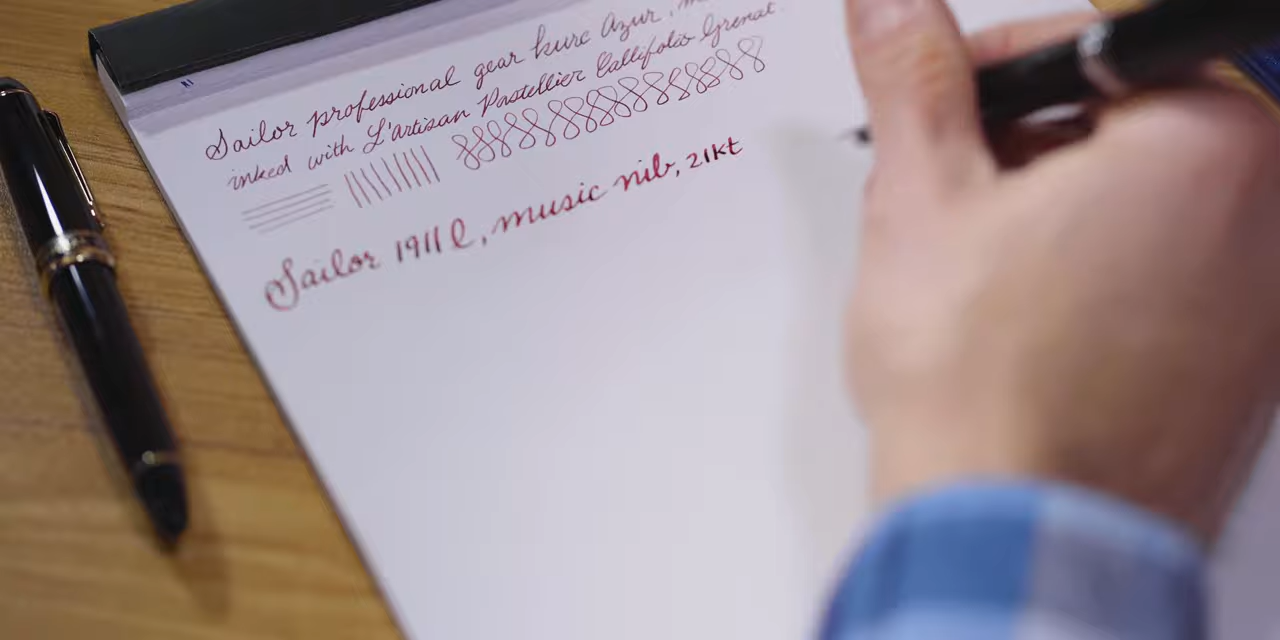 Sailor professional gear kure Azur,
inked with L'artisan Pastellier Callifolio Grenat.
Sailor 1911 l, music nib, 21kt